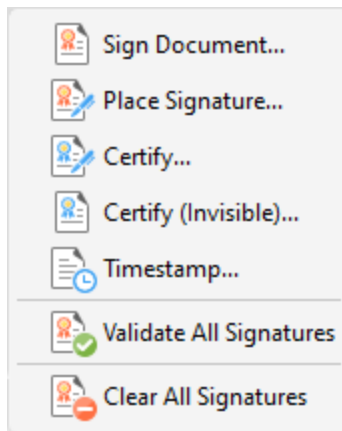 Sign Document...
Place Signature...
Certify...
Certify (Invisible)...
Timestamp...
Validate All Signatures
Clear All Signatures